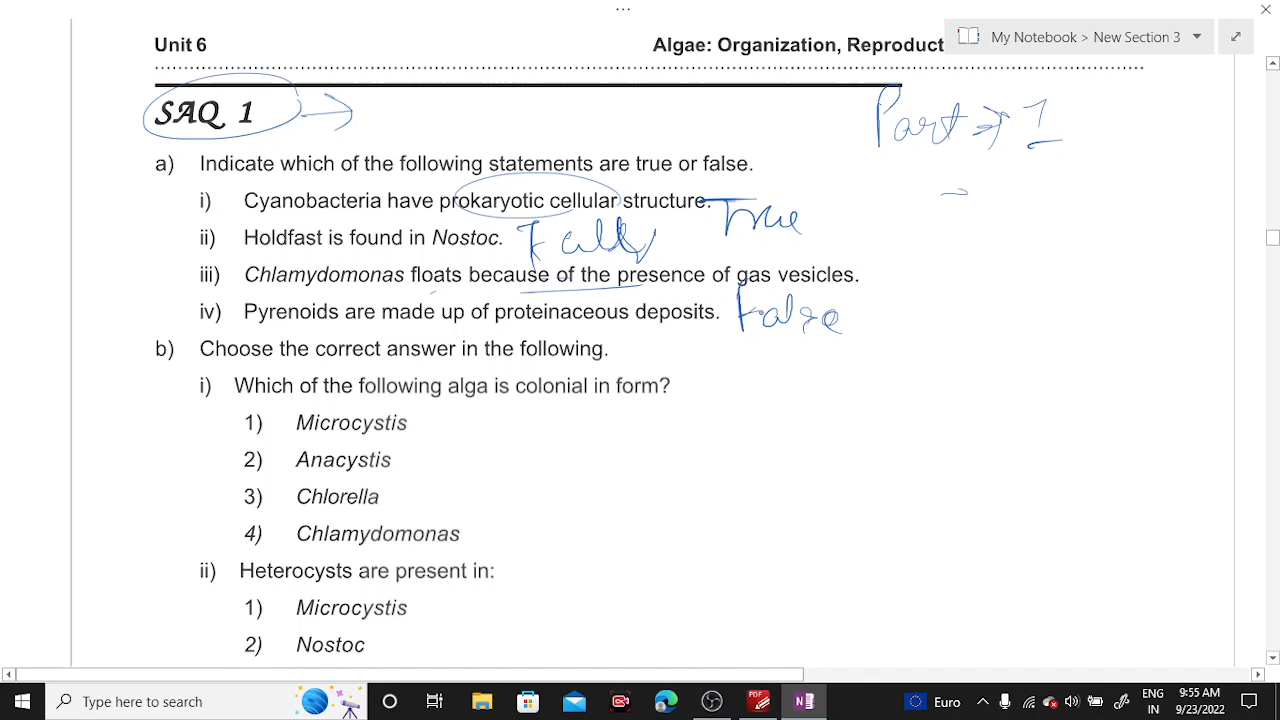 Unit 6 Algae: Organization, Reproduct
My Notebook > New Section 3
SAQ 1
Part ⇒ 1
a) Indicate which of the following statements are true or false.
i) Cyanobacteria have prokaryotic cellular structure. True
ii) Holdfast is found in Nostoc.
iii) Chlamydomonas floats because of the presence of gas vesicles.
iv) Pyrenoids are made up of proteinaceous deposits. False
b) Choose the correct answer in the following.
i) Which of the following alga is colonial in form?
1) Microcystis
2) Anacystis
3) Chlorella
4) Chlamydomonas
ii) Heterocysts are present in:
1) Microcystis
2) Nostoc
Type here to search
Euro
ENG 9:55 AM
IN 9/23/2022